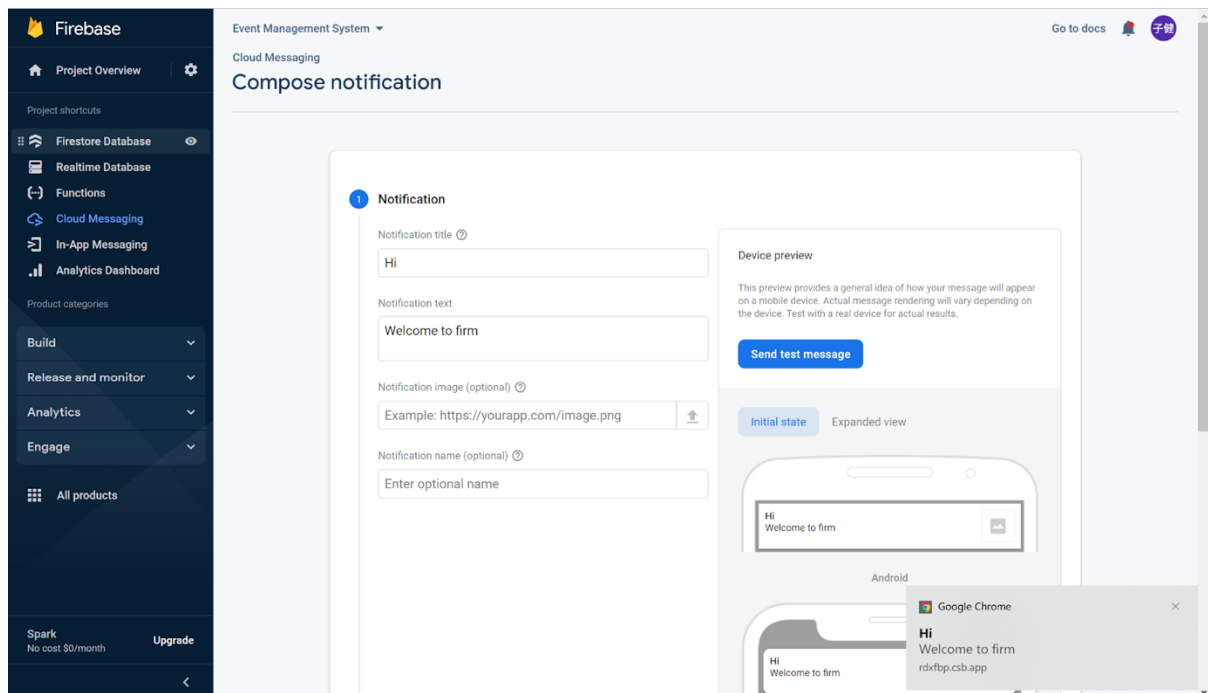 Firebase
Project Overview
Project shortcuts
Firestore Database
Realtime Database
Functions
Cloud Messaging
In-App Messaging
Analytics Dashboard
Product categories
Build
Release and monitor
Analytics
Engage
All products
Spark
No cost $0/month
Upgrade
Event Management System
Go to docs
子健
Cloud Messaging
Compose notification
1
Notification
Notification title
Hi
Notification text
Welcome to firm
Notification image (optional)
Example: https://yourapp.com/image.png
Notification name (optional)
Enter optional name
Device preview
This preview provides a general idea of how your message will appear
on a mobile device. Actual message rendering will vary depending on
the device. Test with a real device for actual results.
Send test message
Initial state
Expanded view
Hi
Welcome to firm
Android
Hi
Welcome to firm
Google Chrome
Hi
Welcome to firm
rdxfbp.csb.app